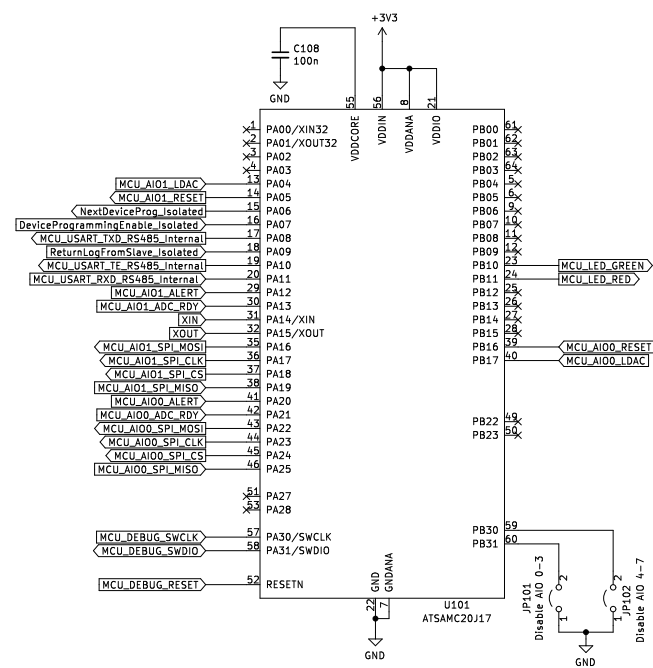 +3V3
C108
100n
GND
55
VDDCORE
56
VDDIN
8
VDDANA
21
VDDIO
1 PA00/XIN32
2 PA01/XOUT32
3 PA02
4 PA03
MCU_AIO1_LDAC 13 PA04
MCU_AIO1_RESET 14 PA05
NextDeviceProg_Isolated 15 PA06
DeviceProgrammingEnable_Isolated 16 PA07
MCU_USART_TXD_RS485_Internal 17 PA08
ReturnLogFromSlave_Isolated 18 PA09
MCU_USART_TE_RS485_Internal 19 PA10
MCU_USART_RXD_RS485_Internal 20 PA11
MCU_AIO1_ALERT 29 PA12
MCU_AIO1_ADC_RDY 30 PA13
XIN 31 PA14/XIN
XOUT 32 PA15/XOUT
MCU_AIO1_SPI_MOSI 35 PA16
MCU_AIO1_SPI_CLK 36 PA17
MCU_AIO1_SPI_CS 37 PA18
MCU_AIO1_SPI_MISO 38 PA19
MCU_AIO0_ALERT 41 PA20
MCU_AIO0_ADC_RDY 42 PA21
MCU_AIO0_SPI_MOSI 43 PA22
MCU_AIO0_SPI_CLK 44 PA23
MCU_AIO0_SPI_CS 45 PA24
MCU_AIO0_SPI_MISO 46 PA25
51 PA27
53 PA28
MCU_DEBUG_SWCLK 57 PA30/SWCLK
MCU_DEBUG_SWDIO 58 PA31/SWDIO
MCU_DEBUG_RESET 52 RESETN
PB00 61
PB01 62
PB02 63
PB03 64
PB04 5
PB05 6
PB06 9
PB07 10
PB08 11
PB09 12
PB10 23 MCU_LED_GREEN
PB11 24 MCU_LED_RED
PB12 25
PB13 26
PB14 27
PB15 28
PB16 39 MCU_AIO0_RESET
PB17 40 MCU_AIO0_LDAC
PB22 49
PB23 50
PB30 59
PB31 60
GND
22
GNDANA
7
U101
ATSAMC20J17
GND
JP101
Disable AIO 0-3
2
1
JP102
Disable AIO 4-7
2
1
GND